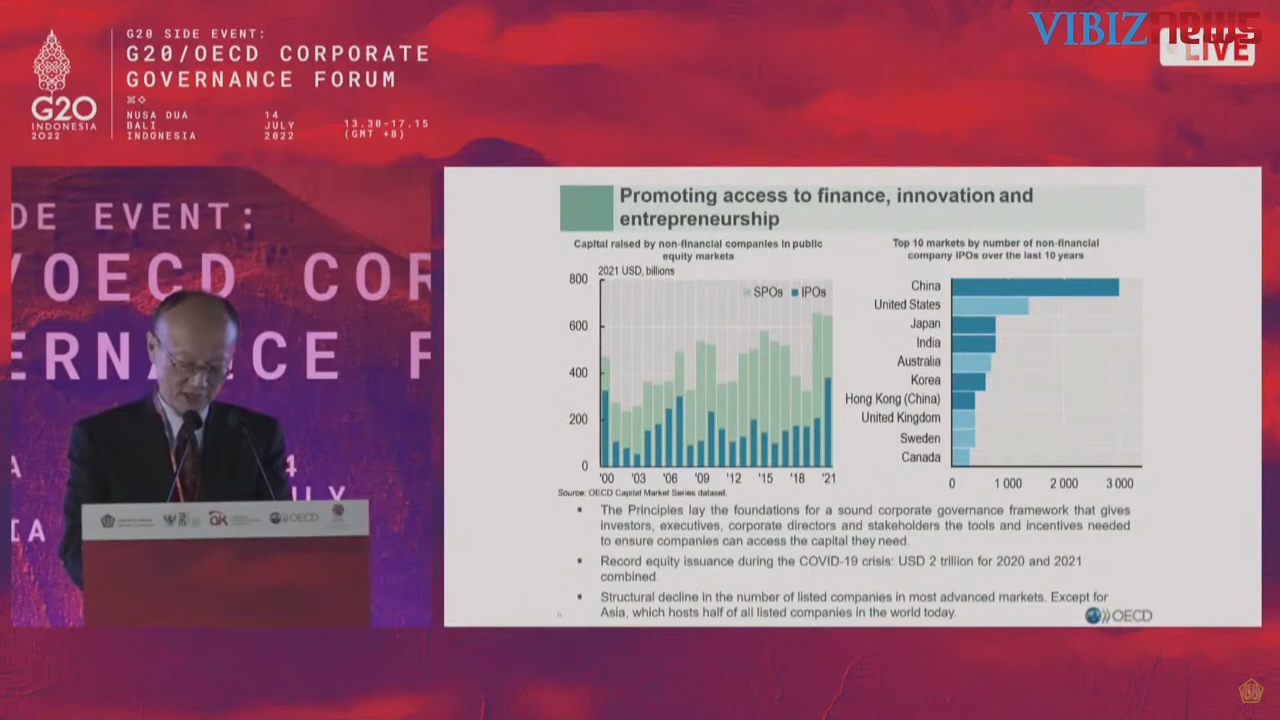 G20
INDONESIA
2022
G20 SIDE EVENT:
G20/OECD CORPORATE
GOVERNANCE FORUM
NUSA DUA
BALI
INDONESIA
14
JULY
2022
13.30-17.15
(GMT +8)
VIBIZnews
LIVE
DE EVENT:
/OECD COR
ERNANCE F
A
4
ULY
IA
OECD
Promoting access to finance, innovation and
entrepreneurship
Capital raised by non-financial companies in public
equity markets
2021 USD, billions
SPOs
IPOs
800
600
400
200
0
'00 '03 '06 '09 '12 '15 '18 '21
Source: OECD Capital Market Series dataset.
Top 10 markets by number of non-financial
company IPOs over the last 10 years
China
United States
Japan
India
Australia
Korea
Hong Kong (China)
United Kingdom
Sweden
Canada
0 1 000 2 000 3 000
▪ The Principles lay the foundations for a sound corporate governance framework that gives
investors, executives, corporate directors and stakeholders the tools and incentives needed
to ensure companies can access the capital they need.
▪ Record equity issuance during the COVID-19 crisis: USD 2 trillion for 2020 and 2021
combined.
▪ Structural decline in the number of listed companies in most advanced markets. Except for
Asia, which hosts half of all listed companies in the world today.
OECD